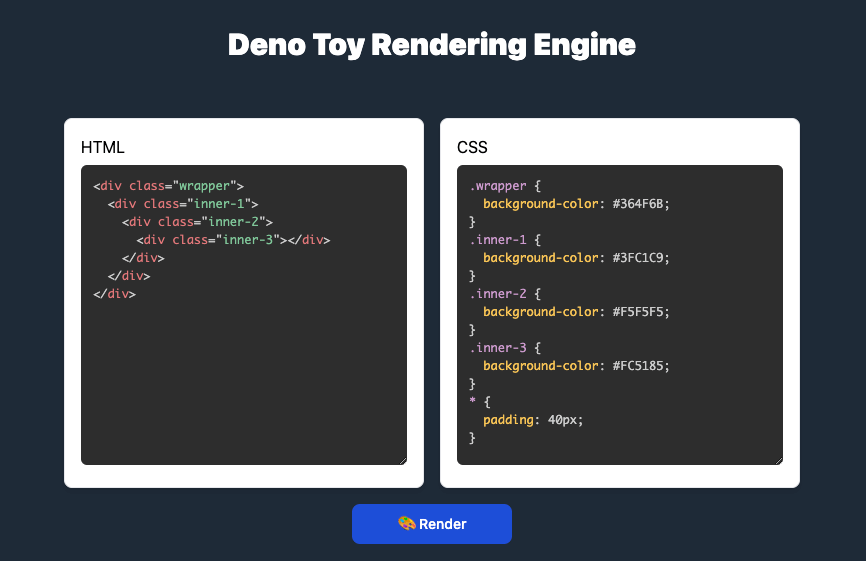 Deno Toy Rendering Engine
HTML
<div class="wrapper">
  <div class="inner-1">
    <div class="inner-2">
      <div class="inner-3"></div>
    </div>
  </div>
</div>
CSS
.wrapper {
  background-color: #364F6B;
}
.inner-1 {
  background-color: #3FC1C9;
}
.inner-2 {
  background-color: #F5F5F5;
}
.inner-3 {
  background-color: #FC5185;
}
* {
  padding: 40px;
}
🎨 Render